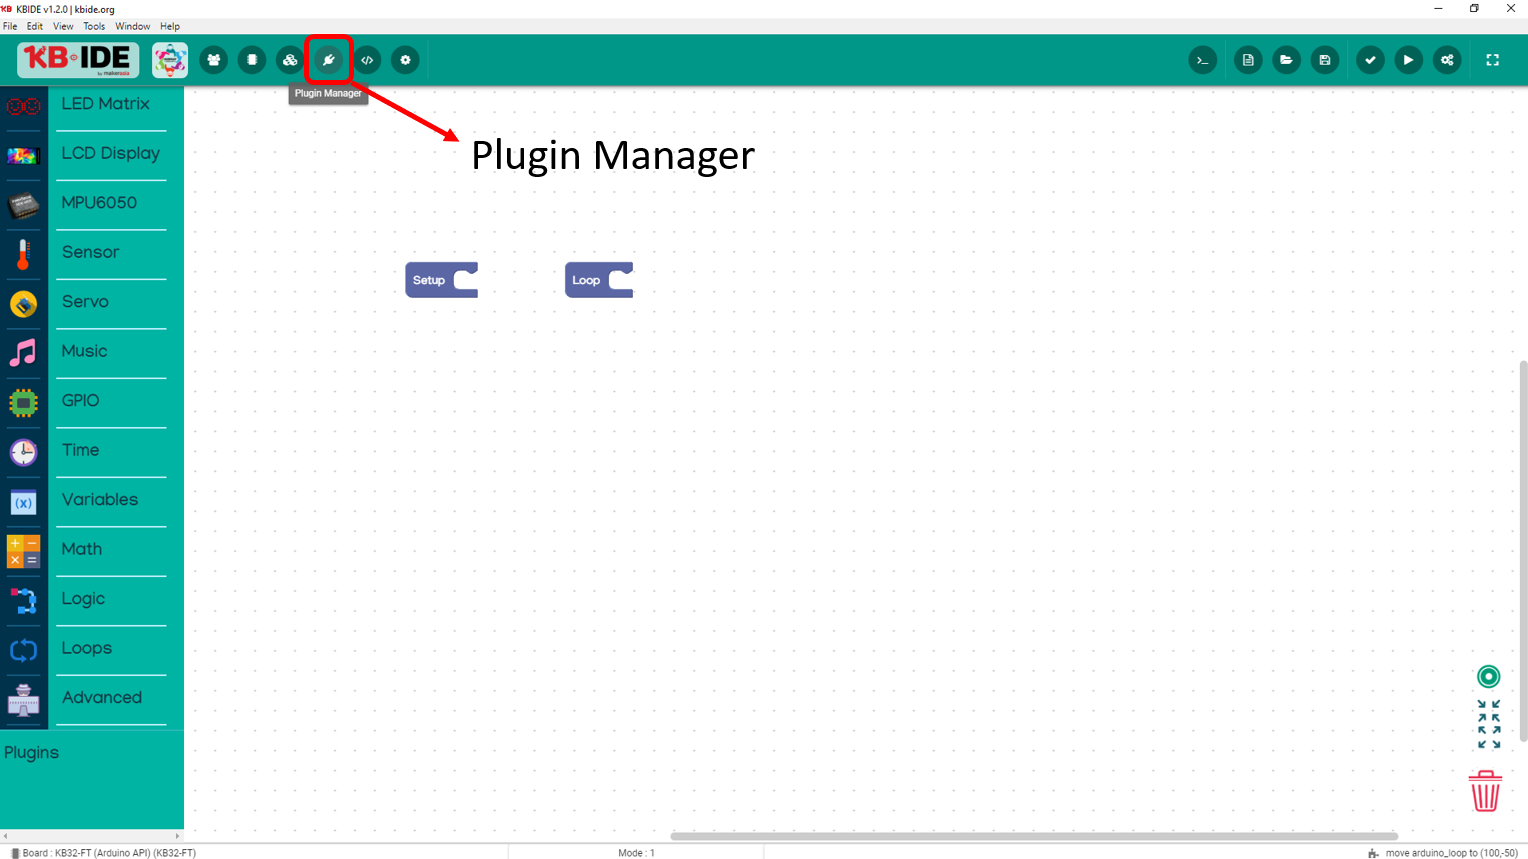 KB KBIDE v1.2.0 | kbide.org
File Edit View Tools Window Help
KB IDE
by makerasia
Plugin Manager
Plugin Manager
LED Matrix
LCD Display
MPU6050
Sensor
Servo
Music
GPIO
Time
(x) Variables
Math
Logic
Loops
Advanced
Plugins
Setup
Loop
Board : KB32-FT (Arduino API) (KB32-FT)
Mode : 1
move arduino_loop to (100,-50)